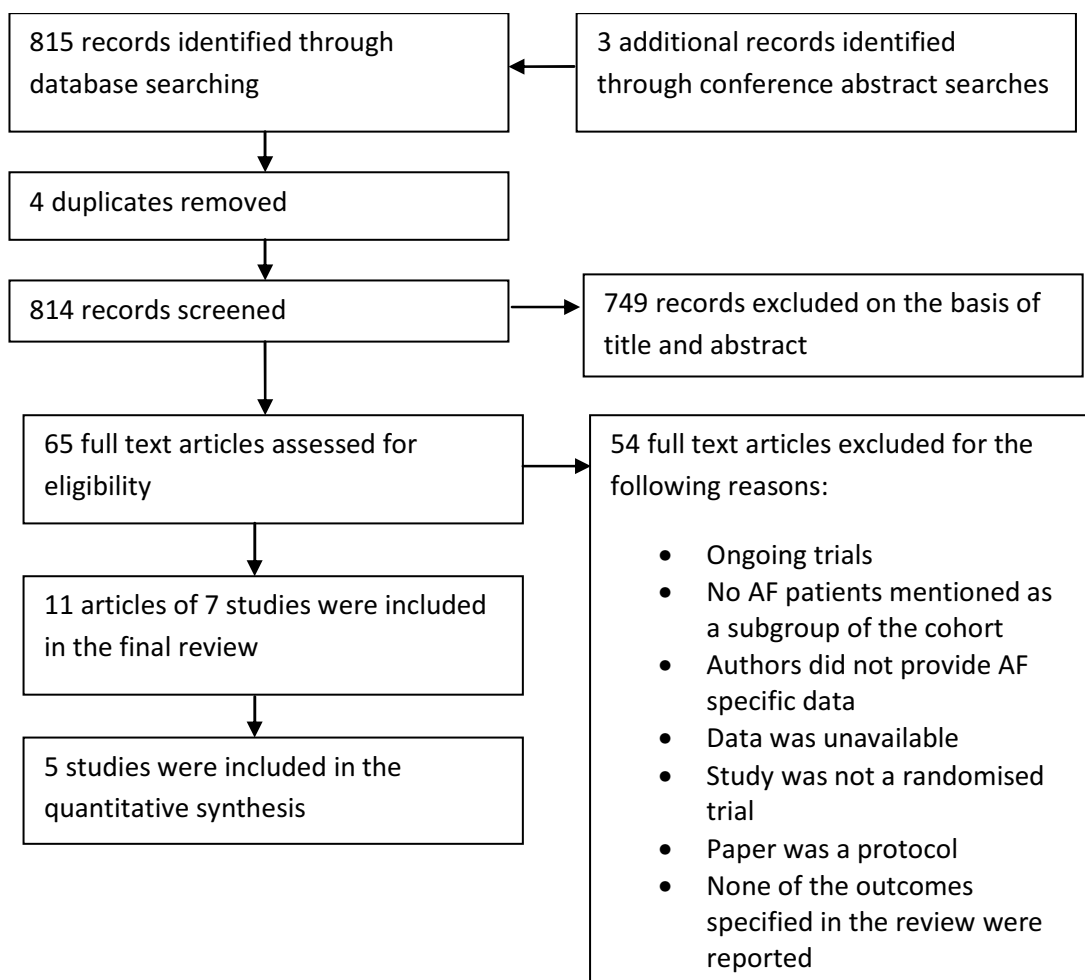 815 records identified through
database searching
3 additional records identified
through conference abstract searches
4 duplicates removed
814 records screened
749 records excluded on the basis of
title and abstract
65 full text articles assessed for
eligibility
54 full text articles excluded for the
following reasons:
• Ongoing trials
• No AF patients mentioned as
a subgroup of the cohort
• Authors did not provide AF
specific data
• Data was unavailable
• Study was not a randomised
trial
• Paper was a protocol
• None of the outcomes
specified in the review were
reported
11 articles of 7 studies were included
in the final review
5 studies were included in the
quantitative synthesis